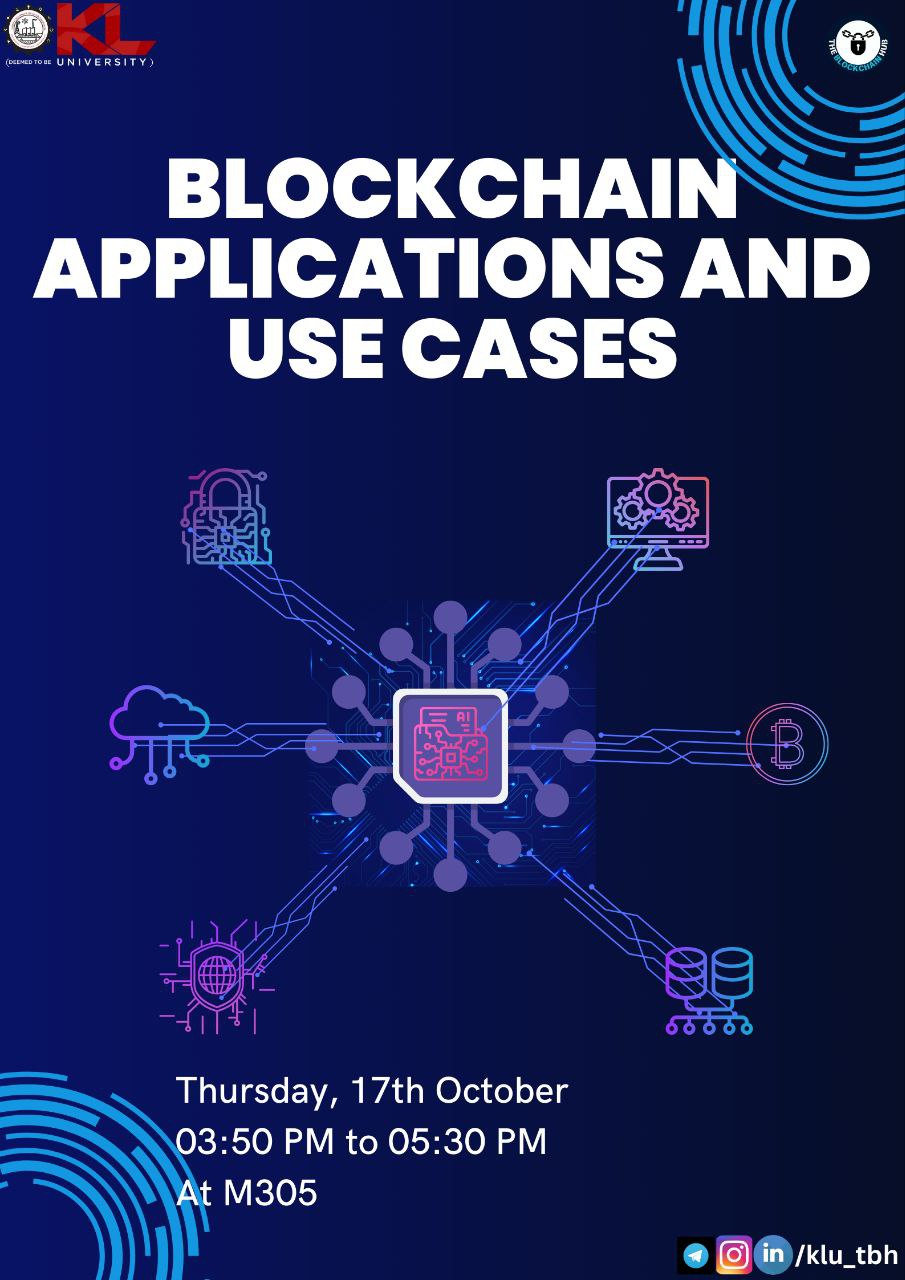 KL
(DEEMED TO BE UNIVERSITY)
THE BLOCKCHAIN HUB
BLOCKCHAIN
APPLICATIONS AND
USE CASES
AI
Thursday, 17th October
03:50 PM to 05:30 PM
At M305
in /klu_tbh